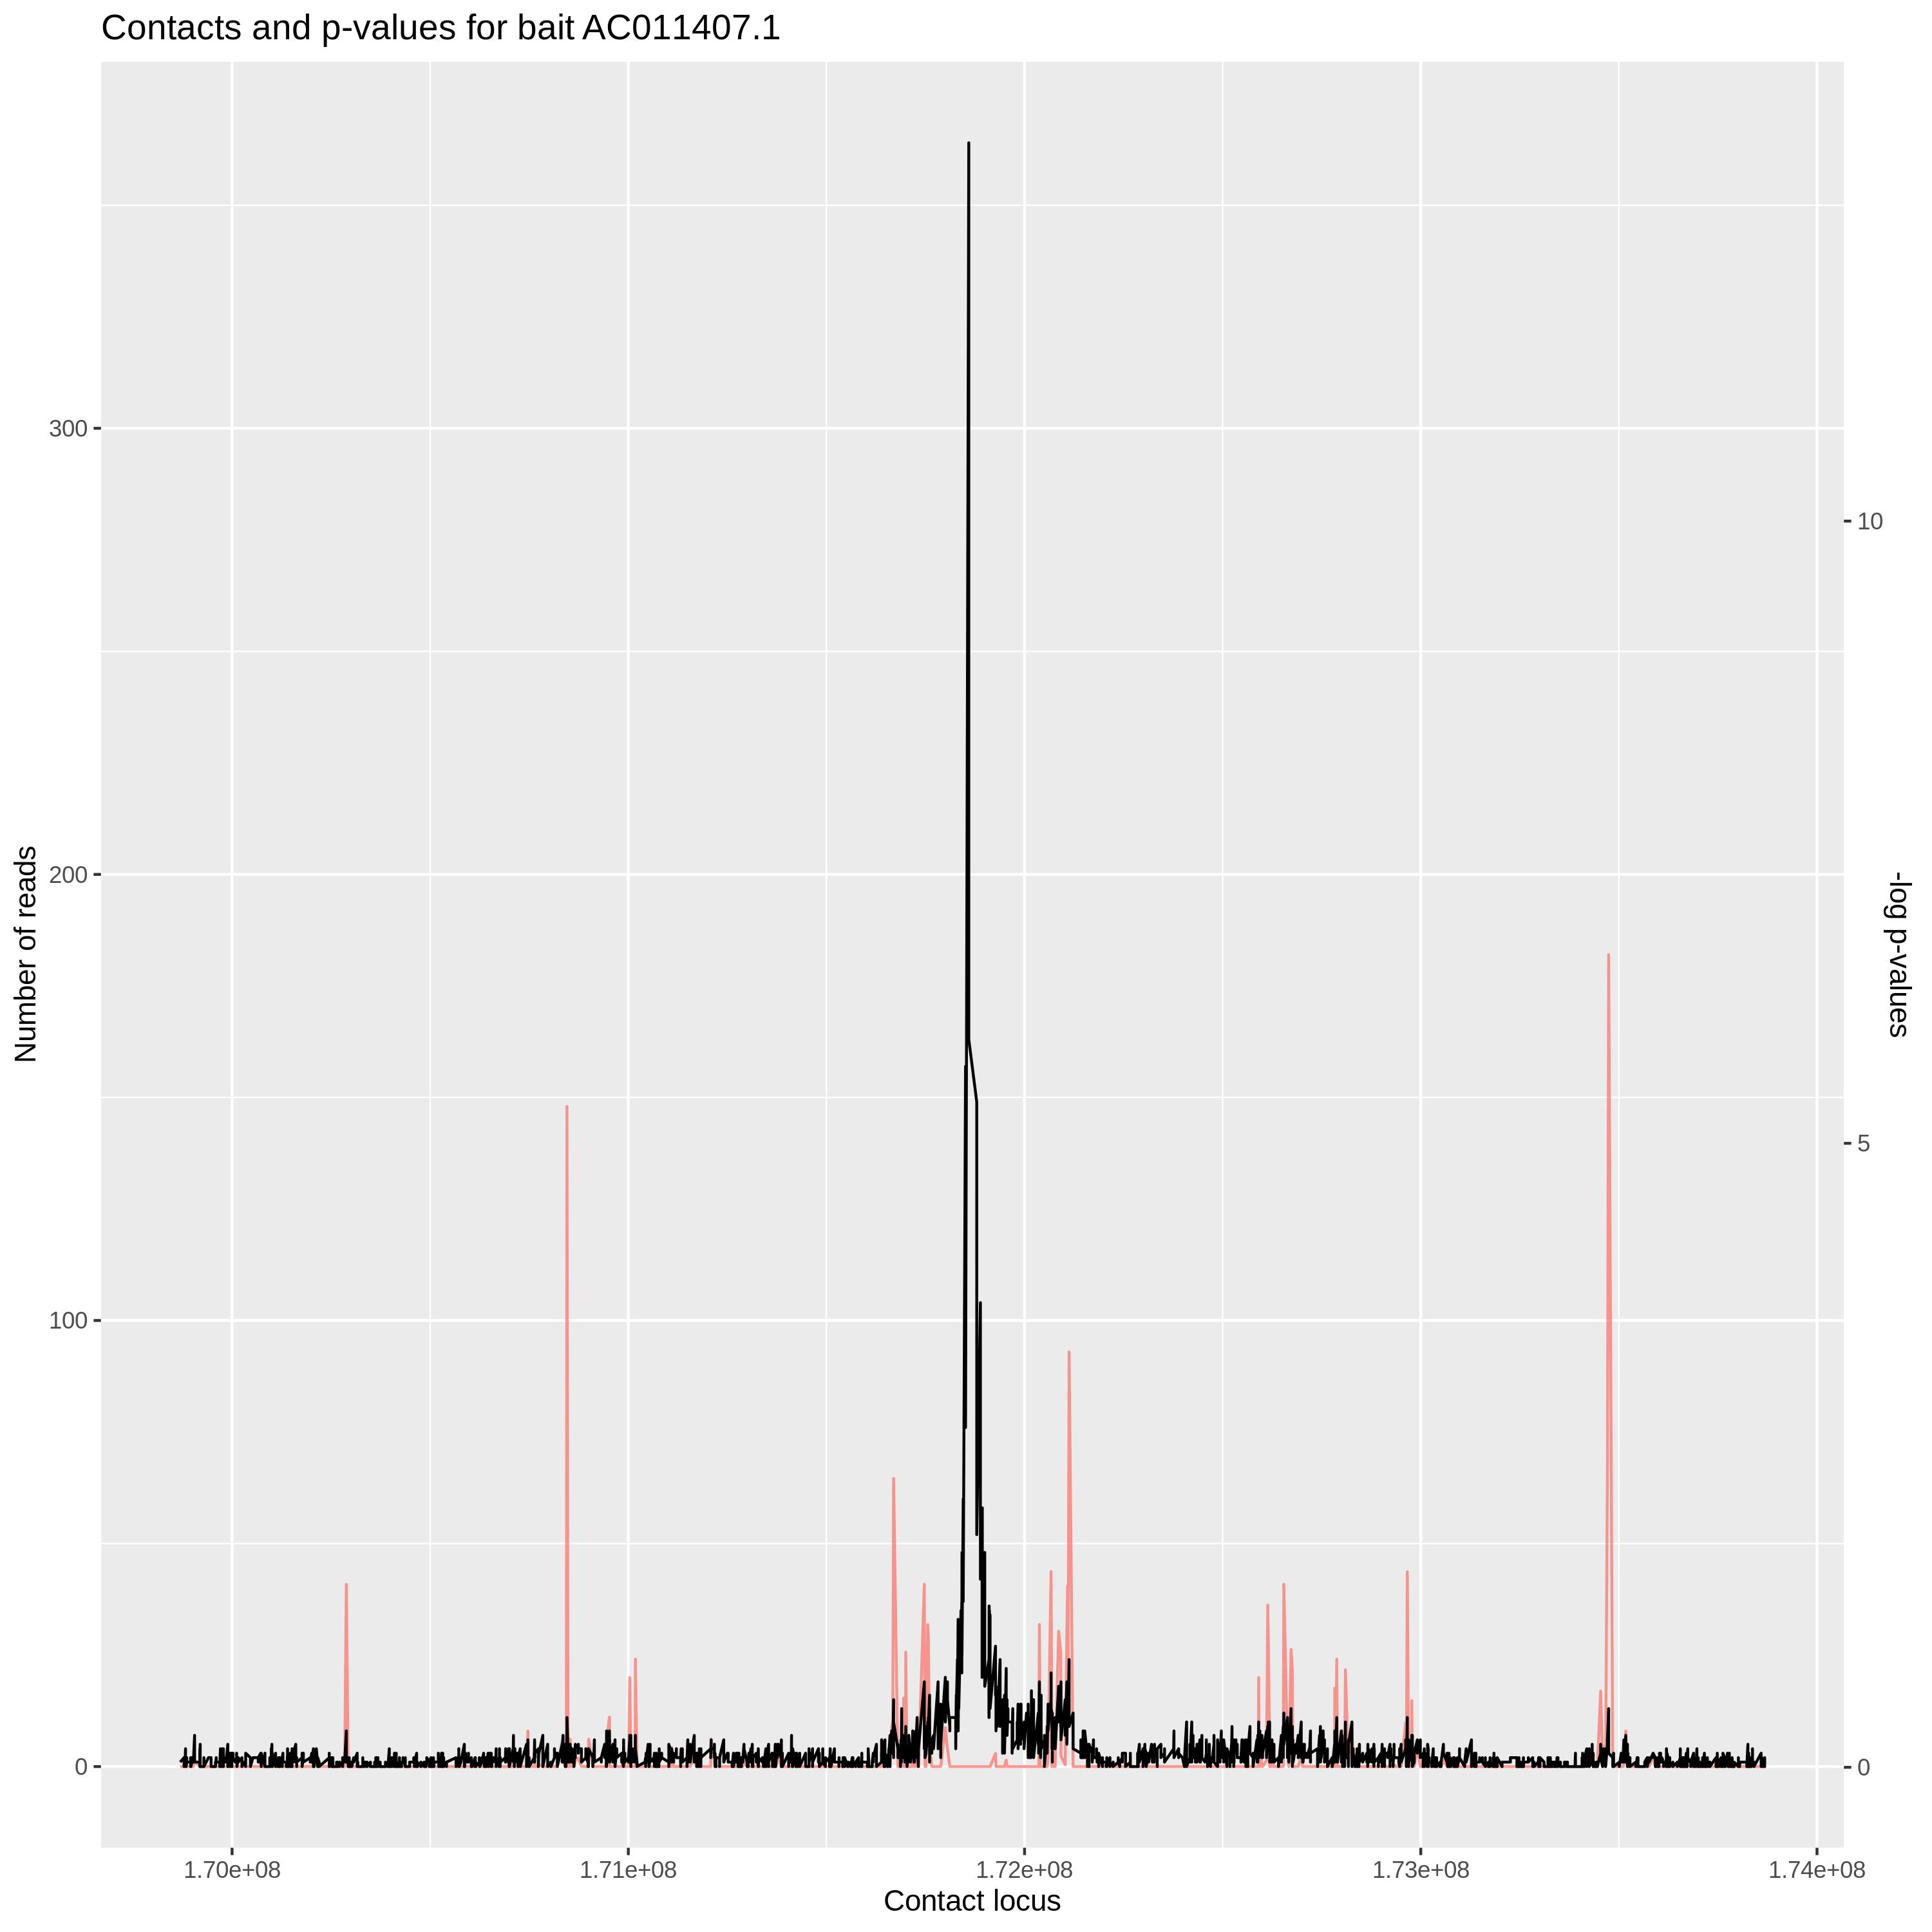 Contacts and p-values for bait AC011407.1
300
200
100
0
Number of reads
10
5
0
-log p-values
1.70e+08
1.71e+08
1.72e+08
1.73e+08
1.74e+08
Contact locus